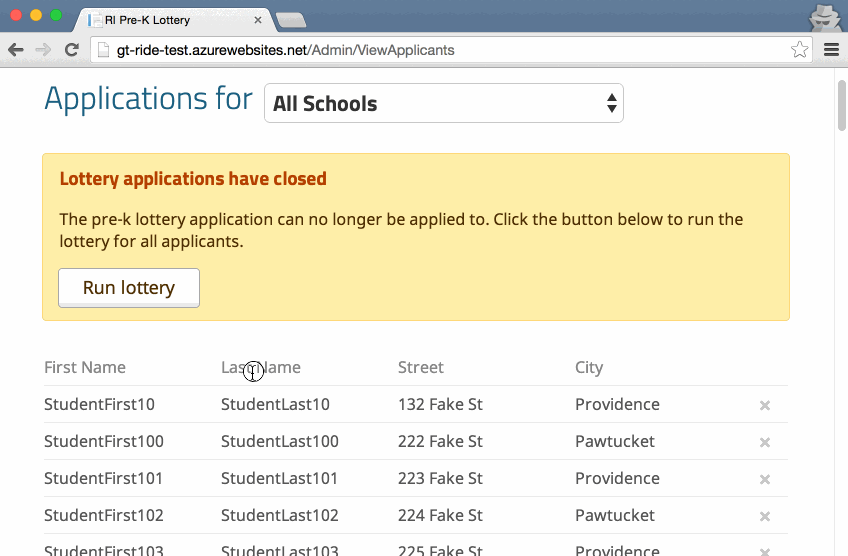 RI Pre-K Lottery
gt-ride-test.azurewebsites.net/Admin/ViewApplicants
Applications for All Schools
Lottery applications have closed
The pre-k lottery application can no longer be applied to. Click the button below to run the
lottery for all applicants.
Run lottery
First Name Last Name Street City
StudentFirst10 StudentLast10 132 Fake St Providence
StudentFirst100 StudentLast100 222 Fake St Pawtucket
StudentFirst101 StudentLast101 223 Fake St Providence
StudentFirst102 StudentLast102 224 Fake St Pawtucket
StudentFirst103 StudentLast103 225 Fake St Providence